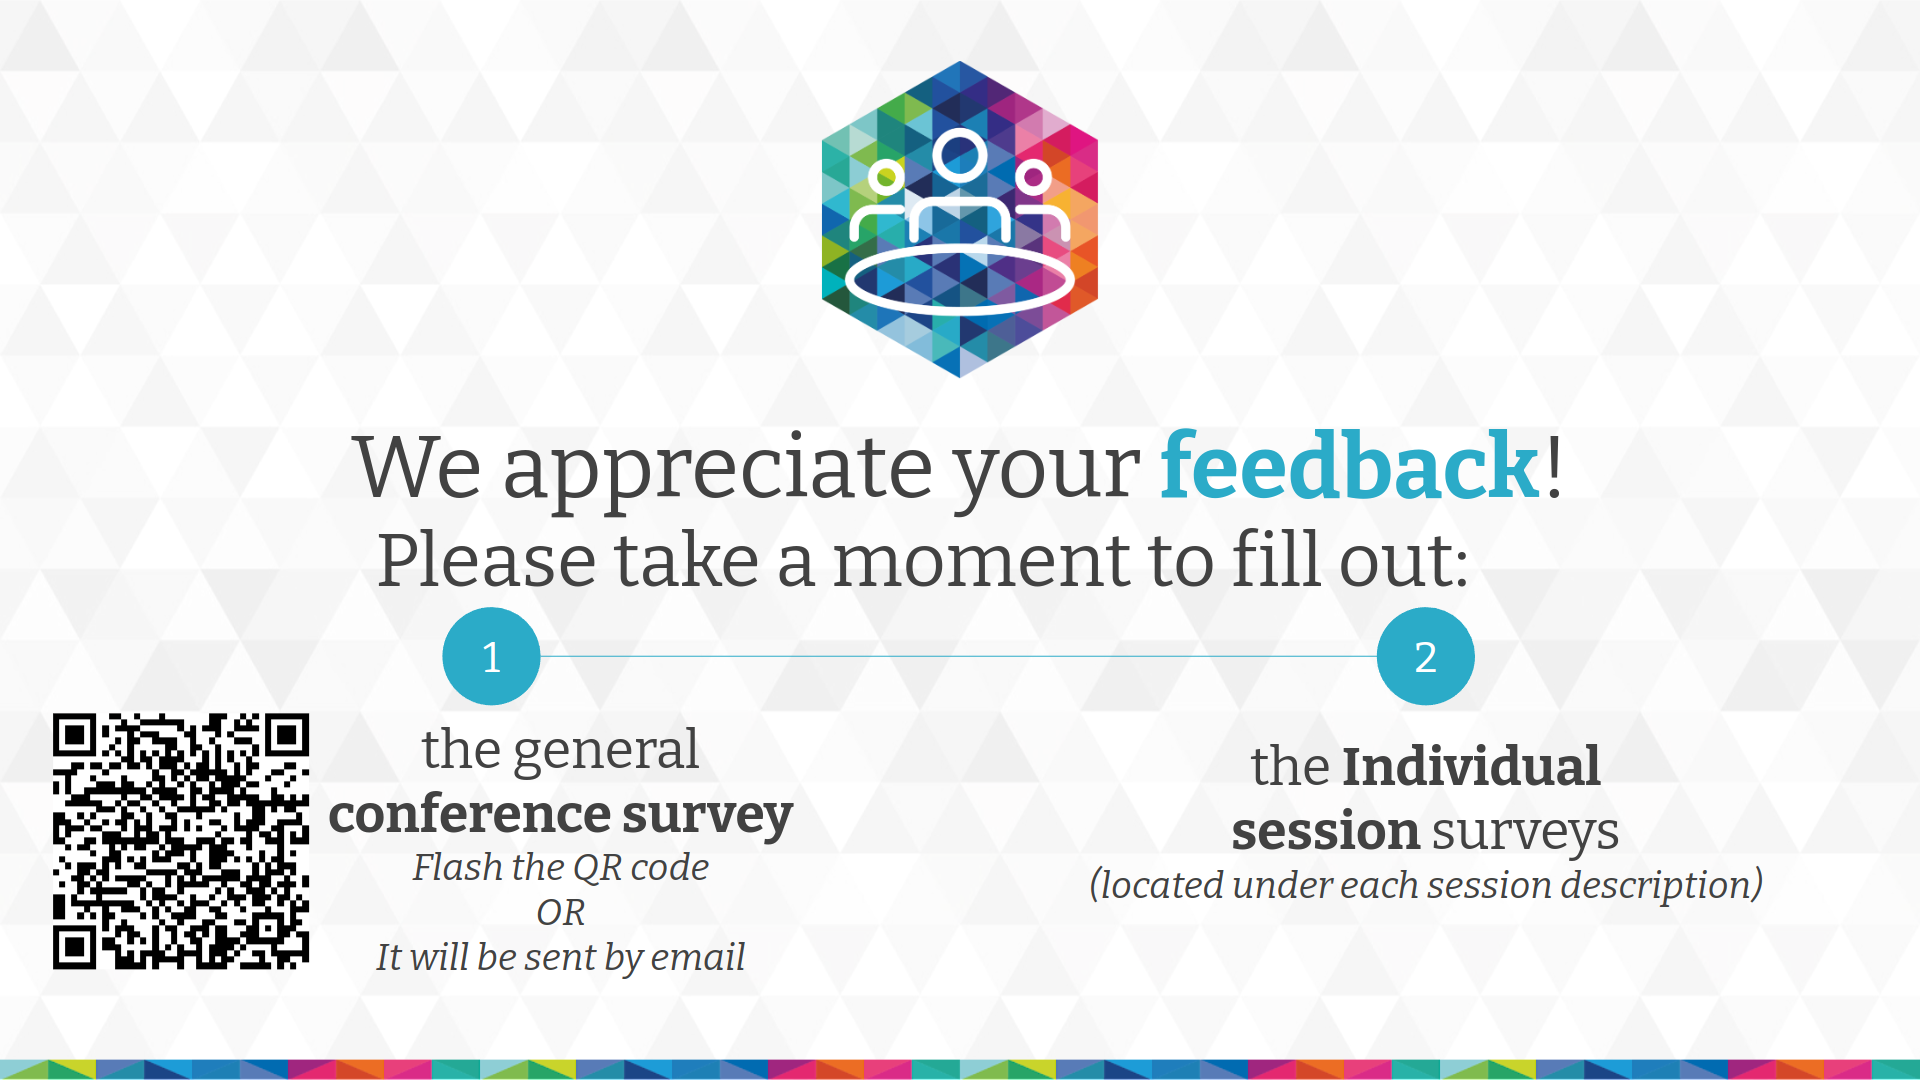 We appreciate your feedback!
Please take a moment to fill out:
1
the general
conference survey
Flash the QR code
OR
It will be sent by email
2
the Individual
session surveys
(located under each session description)